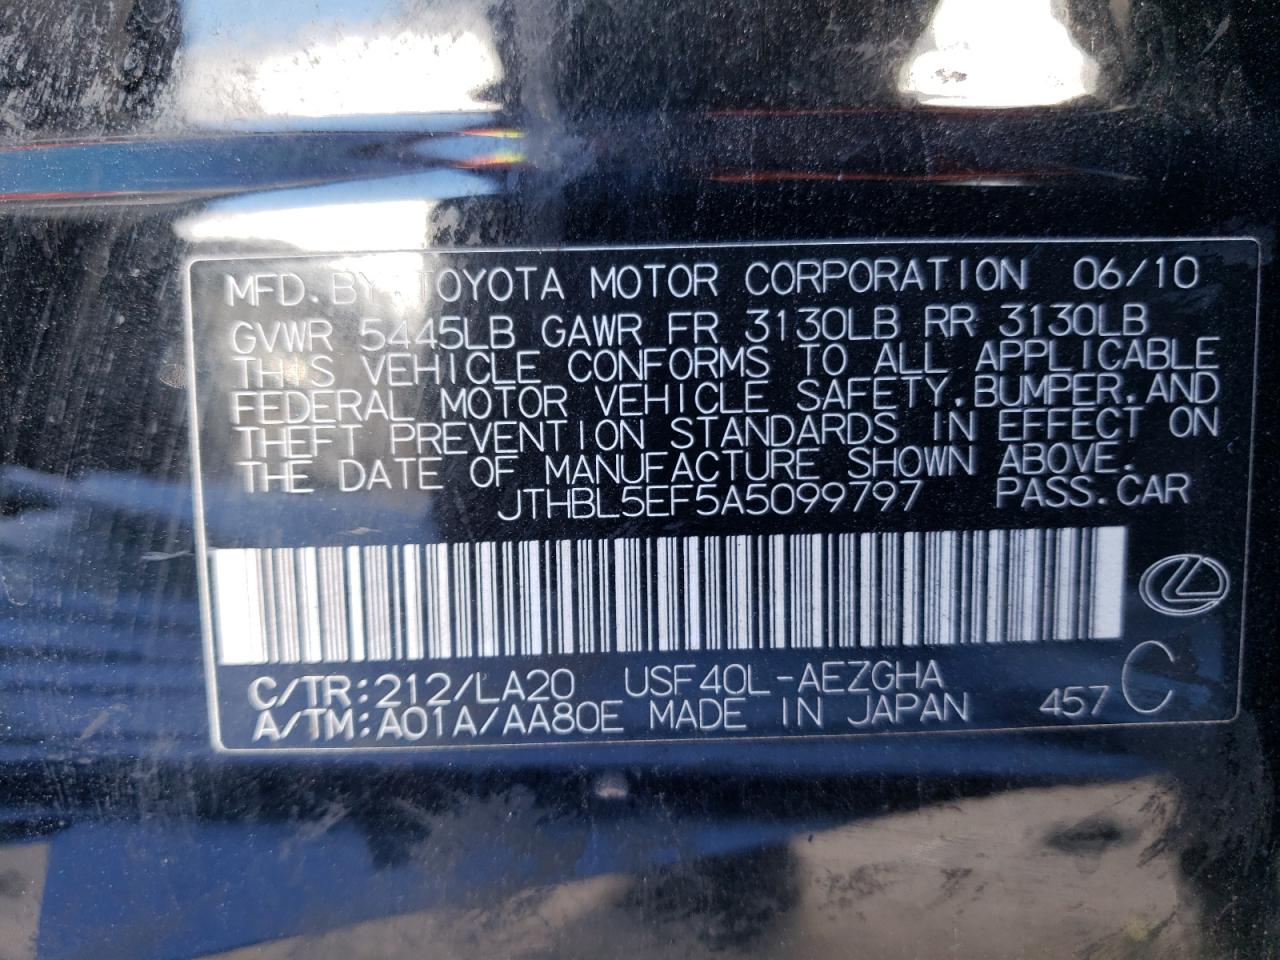 MFD. BY TOYOTA MOTOR CORPORATION 06/10
GVWR 5445LB GAWR FR 3130LB RR 3130LB
THIS VEHICLE CONFORMS TO ALL APPLICABLE
FEDERAL MOTOR VEHICLE SAFETY, BUMPER, AND
THEFT PREVENTION STANDARDS IN EFFECT ON
THE DATE OF MANUFACTURE SHOWN ABOVE.
JTHBL5EF5A5099797 PASS. CAR
C/TR:212/LA20 USF40L-AEZGHA
A/TM:A01A/AA80E MADE IN JAPAN 457 C